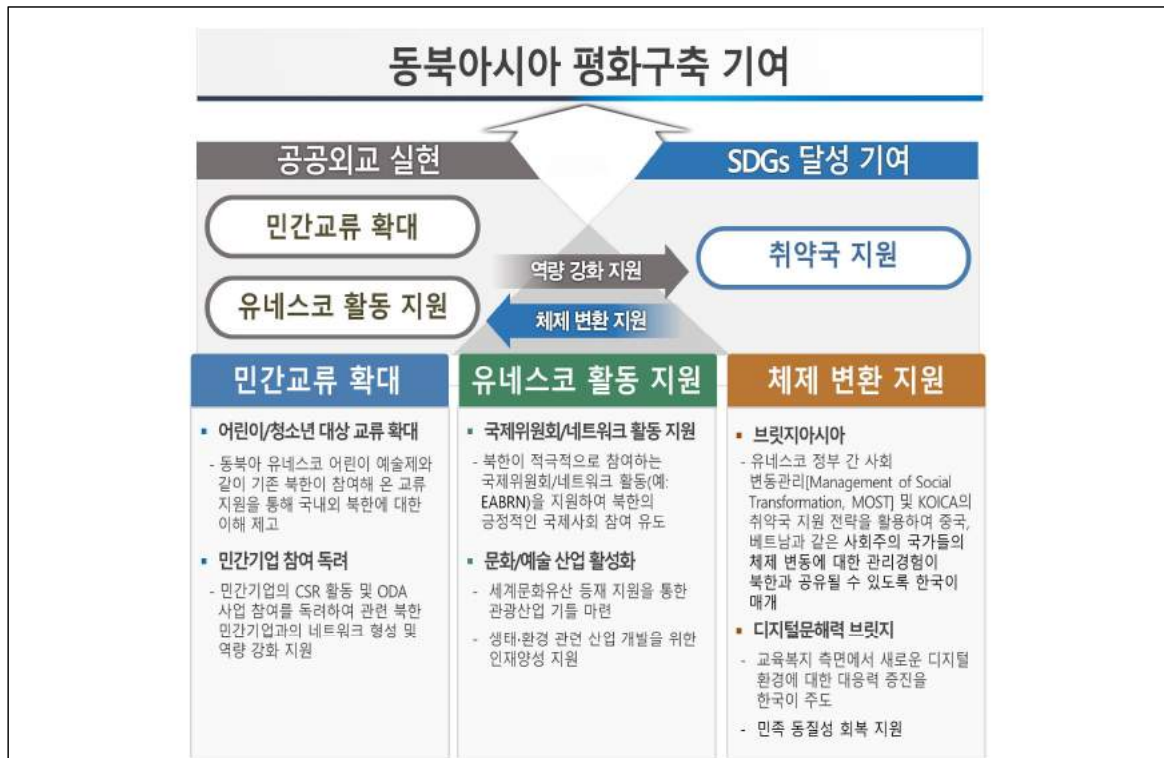 동북아시아 평화구축 기여
공공외교 실현
SDGs 달성 기여
민간교류 확대
유네스코 활동 지원
역량 강화 지원
체제 변환 지원
취약국 지원
민간교류 확대
▪ 어린이/청소년 대상 교류 확대
- 동북아 유네스코 어린이 예술제와
같이 기존 북한이 참여해 온 교류
지원을 통해 국내외 북한에 대한
이해 제고
▪ 민간기업 참여 독려
- 민간기업의 CSR 활동 및 ODA
사업 참여를 독려하여 관련 북한
민간기업과의 네트워크 형성 및
역량 강화 지원
유네스코 활동 지원
▪ 국제위원회/네트워크 활동 지원
- 북한이 적극적으로 참여하는
국제위원회/네트워크 활동(예:
EABRN)을 지원하여 북한의
긍정적인 국제사회 참여 유도
▪ 문화/예술 산업 활성화
- 세계문화유산 등재 지원을 통한
관광산업 기틀 마련
- 생태·환경 관련 산업 개발을 위한
인재양성 지원
체제 변환 지원
▪ 브릿지아시아
- 유네스코 정부 간 사회
변동관리[Management of Social
Transformation, MOST] 및 KOICA의
취약국 지원 전략을 활용하여 중국,
베트남과 같은 사회주의 국가들의
체제 변동에 대한 관리경험이
북한과 공유될 수 있도록 한국이
매개
▪ 디지털문해력 브릿지
- 교육복지 측면에서 새로운 디지털
환경에 대한 대응력 증진을
한국이 주도
- 민족 동질성 회복 지원